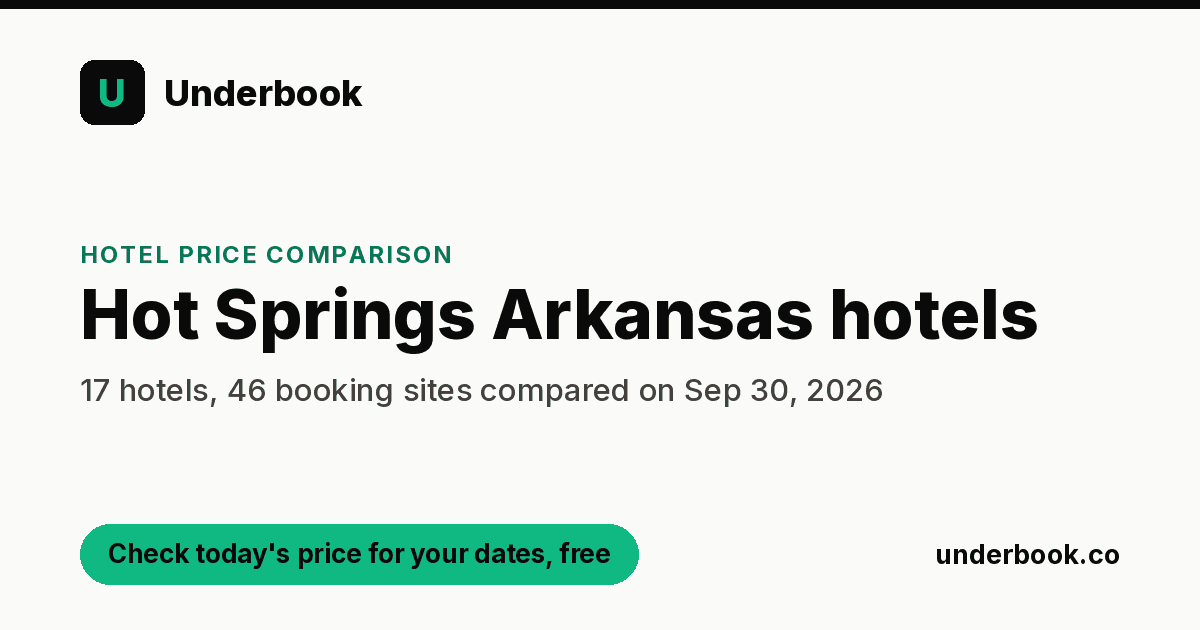 U
Underbook
HOTEL PRICE COMPARISON
Hot Springs Arkansas hotels
17 hotels, 46 booking sites compared on Sep 30, 2026
Check today's price for your dates, free
underbook.co